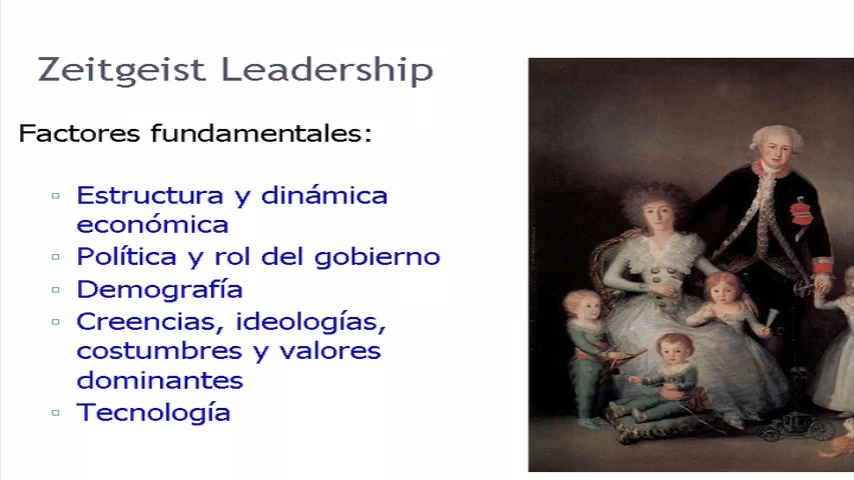 Zeitgeist Leadership
Factores fundamentales:
Estructura y dinámica
económica
Política y rol del gobierno
Demografía
Creencias, ideologías,
costumbres y valores
dominantes
Tecnología